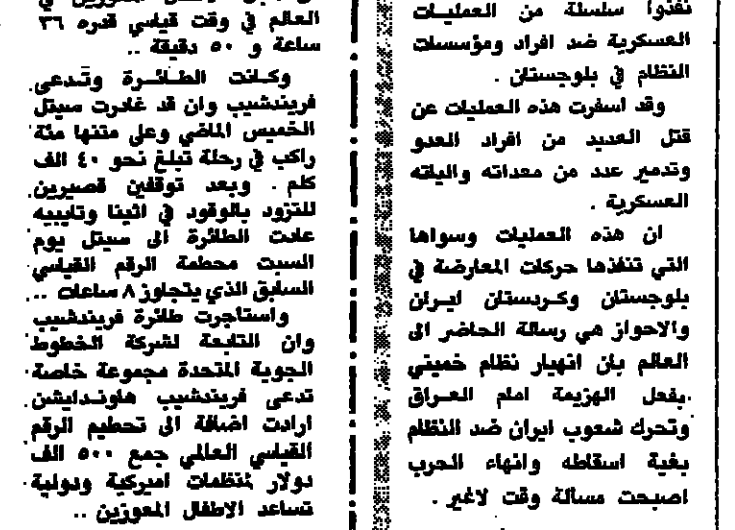 نفذوا سلسلة من العمليات
العسكرية ضد افراد ومؤسسات
النظام في بلوجستان .
وقد اسفرت هذه العمليات عن
قتل العديد من افراد العدو
وتدمير عدد من معداته والياته
العسكرية .
ان هذه العمليات وسواها
التي تنفذها حركات المعارضة في
بلوجستان وكردستان ايران
والاحواز هي رسالة الحاضر الى
العالم بان انهيار نظام خميني
بفعل الهزيمة امام العراق
وتحرك شعوب ايران ضد النظام
بغية اسقاطه وانهاء الحرب
اصبحت مسالة وقت لاغير .
العالم في وقت قياسي قدره ٣٦
ساعة و ٥٠ دقيقة ..
وكانت الطائرة وتدعى
فريندشيب وان قد غادرت سيتل
الخميس الماضي وعلى متنها مئة
راكب في رحلة تبلغ نحو ٤٠ الف
كلم . وبعد توقفين قصيرين
للتزود بالوقود في اثينا وتايبيه
عادت الطائرة الى سيتل يوم
السبت محطمة الرقم القياسي
السابق الذي يتجاوز ٨ ساعات ..
واستاجرت طائرة فريندشيب
وان التابعة لشركة الخطوط
الجوية المتحدة مجموعة خاصة
تدعى فريندشيب فاوندايشن
ارادت اضافة الى تحطيم الرقم
القياسي العالمي جمع ٥٠٠ الف
دولار لمنظمات اميركية ودولية
تساعد الاطفال المعوزين ..